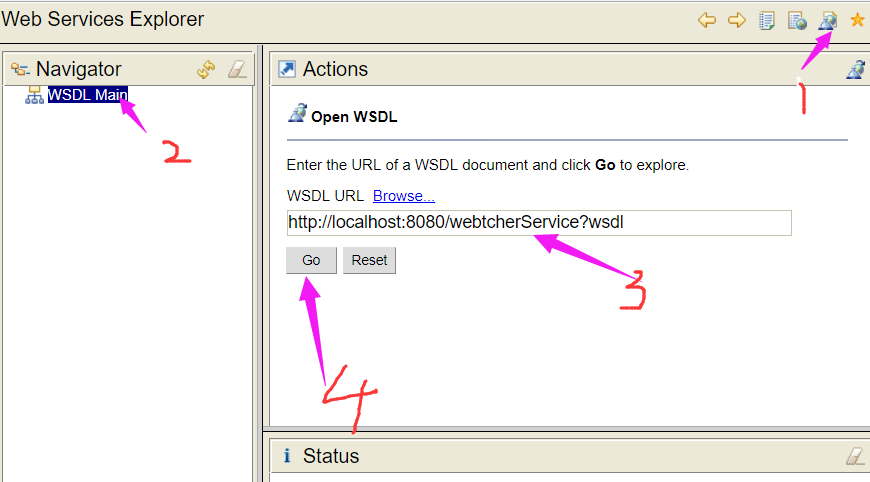 Web Services Explorer
1
Navigator
WSDL Main
2
Actions
Open WSDL
Enter the URL of a WSDL document and click Go to explore.
WSDL URL Browse...
http://localhost:8080/webtcherService?wsdl
3
Go Reset
4
i Status